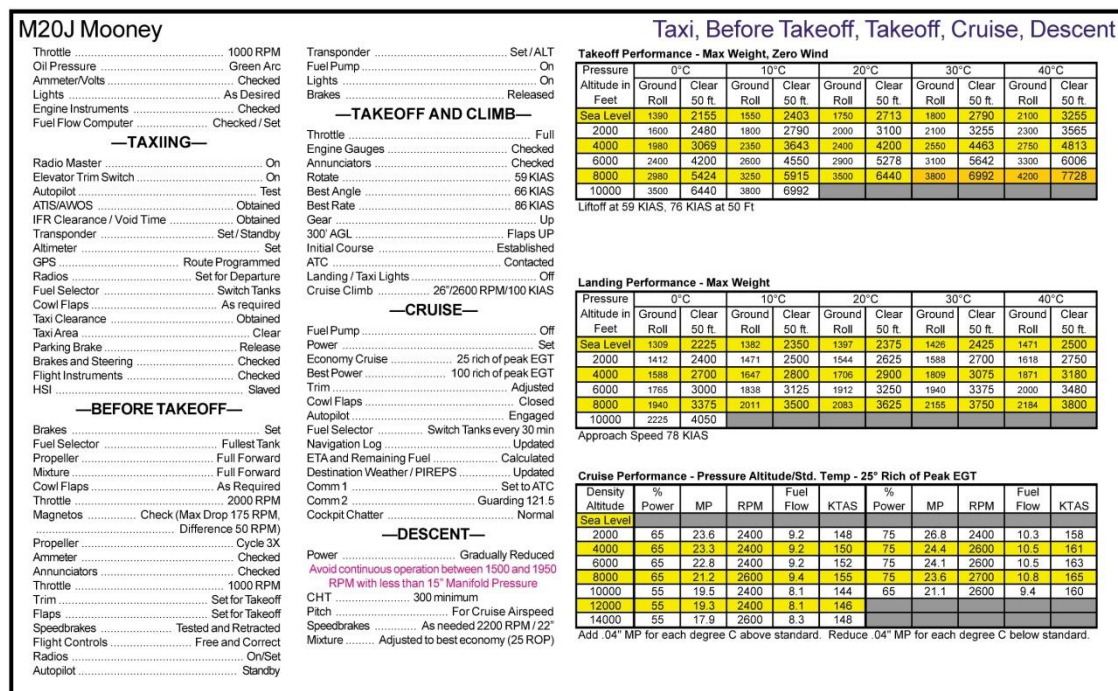 M20J Mooney
Taxi, Before Takeoff, Takeoff, Cruise, Descent
Throttle ........ 1000 RPM
Oil Pressure ........ Green Arc
Ammeter/Volts ........ Checked
Lights ........ As Desired
Engine Instruments ........ Checked
Fuel Flow Computer ........ Checked / Set
—TAXIING—
Radio Master ........ On
Elevator Trim Switch ........ On
Autopilot ........ Test
ATIS/AWOS ........ Obtained
IFR Clearance / Void Time ........ Obtained
Transponder ........ Set / Standby
Altimeter ........ Set
GPS ........ Route Programmed
Radios ........ Set for Departure
Fuel Selector ........ Switch Tanks
Cowl Flaps ........ As required
Taxi Clearance ........ Obtained
Taxi Area ........ Clear
Parking Brake ........ Release
Brakes and Steering ........ Checked
Flight Instruments ........ Checked
HSI ........ Slaved
—BEFORE TAKEOFF—
Brakes ........ Set
Fuel Selector ........ Fullest Tank
Propeller ........ Full Forward
Mixture ........ Full Forward
Cowl Flaps ........ As Required
Throttle ........ 2000 RPM
Magnetos ........ Check (Max Drop 175 RPM,
........ Difference 50 RPM)
Propeller ........ Cycle 3X
Ammeter ........ Checked
Annunciators ........ Checked
Throttle ........ 1000 RPM
Trim ........ Set for Takeoff
Flaps ........ Set for Takeoff
Speedbrakes ........ Tested and Retracted
Flight Controls ........ Free and Correct
Radios ........ On/Set
Autopilot ........ Standby
Transponder ........ Set / ALT
Fuel Pump ........ On
Lights ........ On
Brakes ........ Released
—TAKEOFF AND CLIMB—
Throttle ........ Full
Engine Gauges ........ Checked
Annunciators ........ Checked
Rotate ........ 59 KIAS
Best Angle ........ 66 KIAS
Best Rate ........ 86 KIAS
Gear ........ Up
300' AGL ........ Flaps UP
Initial Course ........ Established
ATC ........ Contacted
Landing / Taxi Lights ........ Off
Cruise Climb ........ 26"/2600 RPM/100 KIAS
—CRUISE—
Fuel Pump ........ Off
Power ........ Set
Economy Cruise ........ 25 rich of peak EGT
Best Power ........ 100 rich of peak EGT
Trim ........ Adjusted
Cowl Flaps ........ Closed
Autopilot ........ Engaged
Fuel Selector ........ Switch Tanks every 30 min
Navigation Log ........ Updated
ETA and Remaining Fuel ........ Calculated
Destination Weather / PIREPS ........ Updated
Comm 1 ........ Set to ATC
Comm 2 ........ Guarding 121.5
Cockpit Chatter ........ Normal
—DESCENT—
Power ........ Gradually Reduced
Avoid continuous operation between 1500 and 1950
RPM with less than 15" Manifold Pressure
CHT ........ 300 minimum
Pitch ........ For Cruise Airspeed
Speedbrakes ........ As needed 2200 RPM / 22"
Mixture ........ Adjusted to best economy (25 ROP)
Takeoff Performance - Max Weight, Zero Wind
Pressure 0°C 10°C 20°C 30°C 40°C
Altitude in Ground Clear Ground Clear Ground Clear Ground Clear Ground Clear
Feet Roll 50 ft. Roll 50 ft. Roll 50 ft. Roll 50 ft. Roll 50 ft.
Sea Level 1390 2155 1550 2403 1750 2713 1800 2790 2100 3255
2000 1600 2480 1800 2790 2000 3100 2100 3255 2300 3565
4000 1980 3069 2350 3643 2400 4200 2550 4463 2750 4813
6000 2400 4200 2600 4550 2900 5278 3100 5642 3300 6006
8000 2980 5424 3250 5915 3500 6440 3800 6992 4200 7728
10000 3500 6440 3800 6992
Liftoff at 59 KIAS, 76 KIAS at 50 Ft
Landing Performance - Max Weight
Pressure 0°C 10°C 20°C 30°C 40°C
Altitude in Ground Clear Ground Clear Ground Clear Ground Clear Ground Clear
Feet Roll 50 ft. Roll 50 ft. Roll 50 ft. Roll 50 ft. Roll 50 ft.
Sea Level 1309 2225 1382 2350 1397 2375 1426 2425 1471 2500
2000 1412 2400 1471 2500 1544 2625 1588 2700 1618 2750
4000 1588 2700 1647 2800 1706 2900 1809 3075 1871 3180
6000 1765 3000 1838 3125 1912 3250 1940 3375 2000 3480
8000 1940 3375 2011 3500 2083 3625 2155 3750 2184 3800
10000 2225 4050
Approach Speed 78 KIAS
Cruise Performance - Pressure Altitude/Std. Temp - 25° Rich of Peak EGT
Density % Fuel % Fuel
Altitude Power MP RPM Flow KTAS Power MP RPM Flow KTAS
Sea Level
2000 65 23.6 2400 9.2 148 75 26.8 2400 10.3 158
4000 65 23.3 2400 9.2 150 75 24.4 2600 10.5 161
6000 65 22.8 2400 9.2 152 75 24.1 2600 10.5 163
8000 65 21.2 2600 9.4 155 75 23.6 2700 10.8 165
10000 55 19.5 2400 8.1 144 65 21.1 2600 9.4 160
12000 55 19.3 2400 8.1 146
14000 55 17.9 2600 8.3 148
Add .04" MP for each degree C above standard. Reduce .04" MP for each degree C below standard.